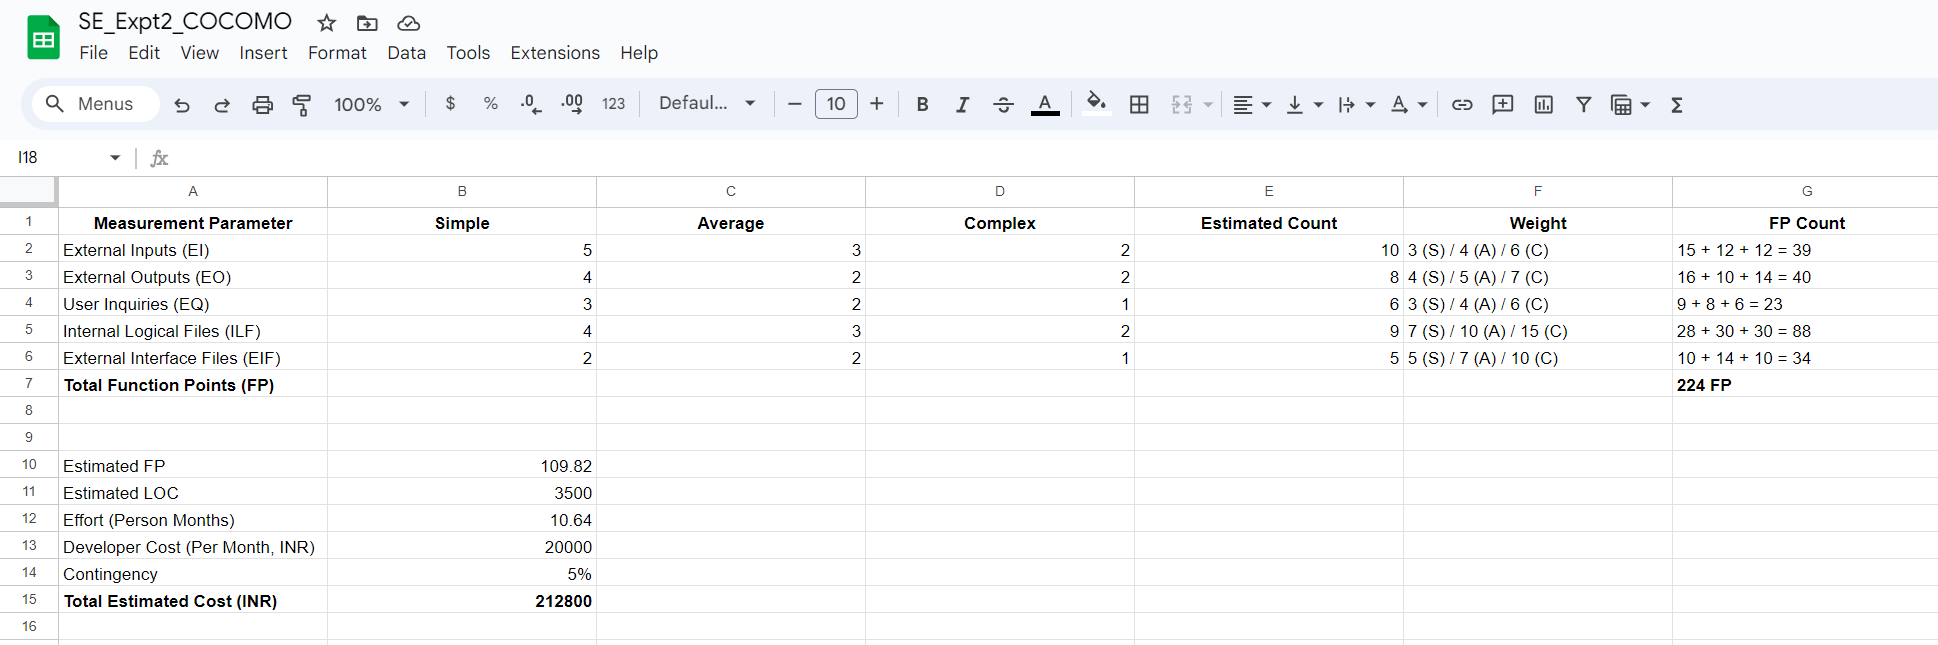 SE_Expt2_COCOMO
File Edit View Insert Format Data Tools Extensions Help
Menus 100% $ % .0 .00 123 Defaul... 10 B I A A Σ
I18 fx
A B C D E F G
1 Measurement Parameter Simple Average Complex Estimated Count Weight FP Count
2 External Inputs (EI) 5 3 2 10 3 (S) / 4 (A) / 6 (C) 15 + 12 + 12 = 39
3 External Outputs (EO) 4 2 2 8 4 (S) / 5 (A) / 7 (C) 16 + 10 + 14 = 40
4 User Inquiries (EQ) 3 2 1 6 3 (S) / 4 (A) / 6 (C) 9 + 8 + 6 = 23
5 Internal Logical Files (ILF) 4 3 2 9 7 (S) / 10 (A) / 15 (C) 28 + 30 + 30 = 88
6 External Interface Files (EIF) 2 2 1 5 5 (S) / 7 (A) / 10 (C) 10 + 14 + 10 = 34
7 Total Function Points (FP) 224 FP
8
9
10 Estimated FP 109.82
11 Estimated LOC 3500
12 Effort (Person Months) 10.64
13 Developer Cost (Per Month, INR) 20000
14 Contingency 5%
15 Total Estimated Cost (INR) 212800
16